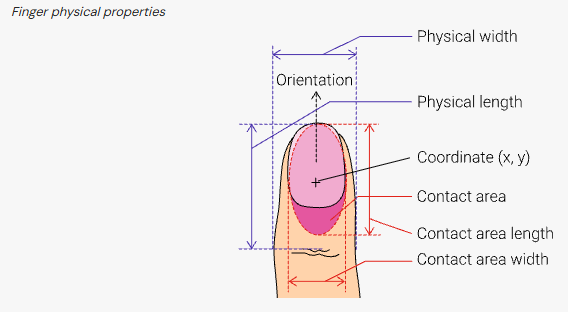 Finger physical properties
Physical width
Orientation
Physical length
Coordinate (x, y)
Contact area
Contact area length
Contact area width